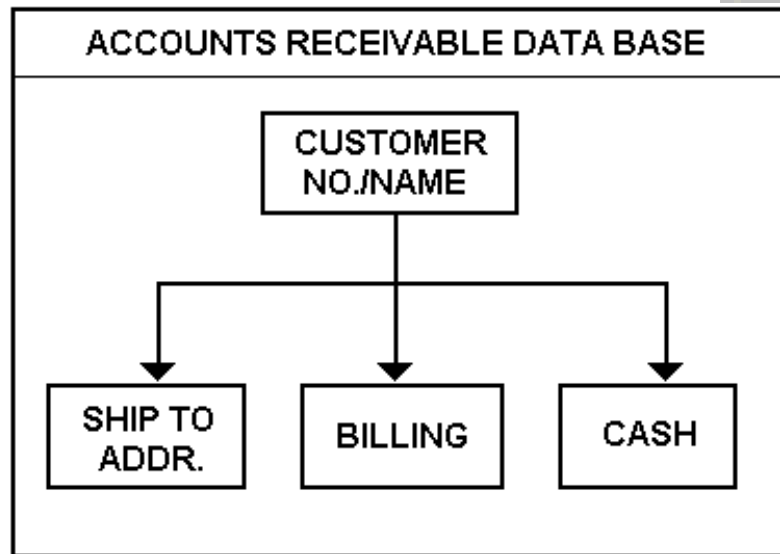 ACCOUNTS RECEIVABLE DATA BASE
CUSTOMER
NO./NAME
SHIP TO
ADDR.
BILLING
CASH